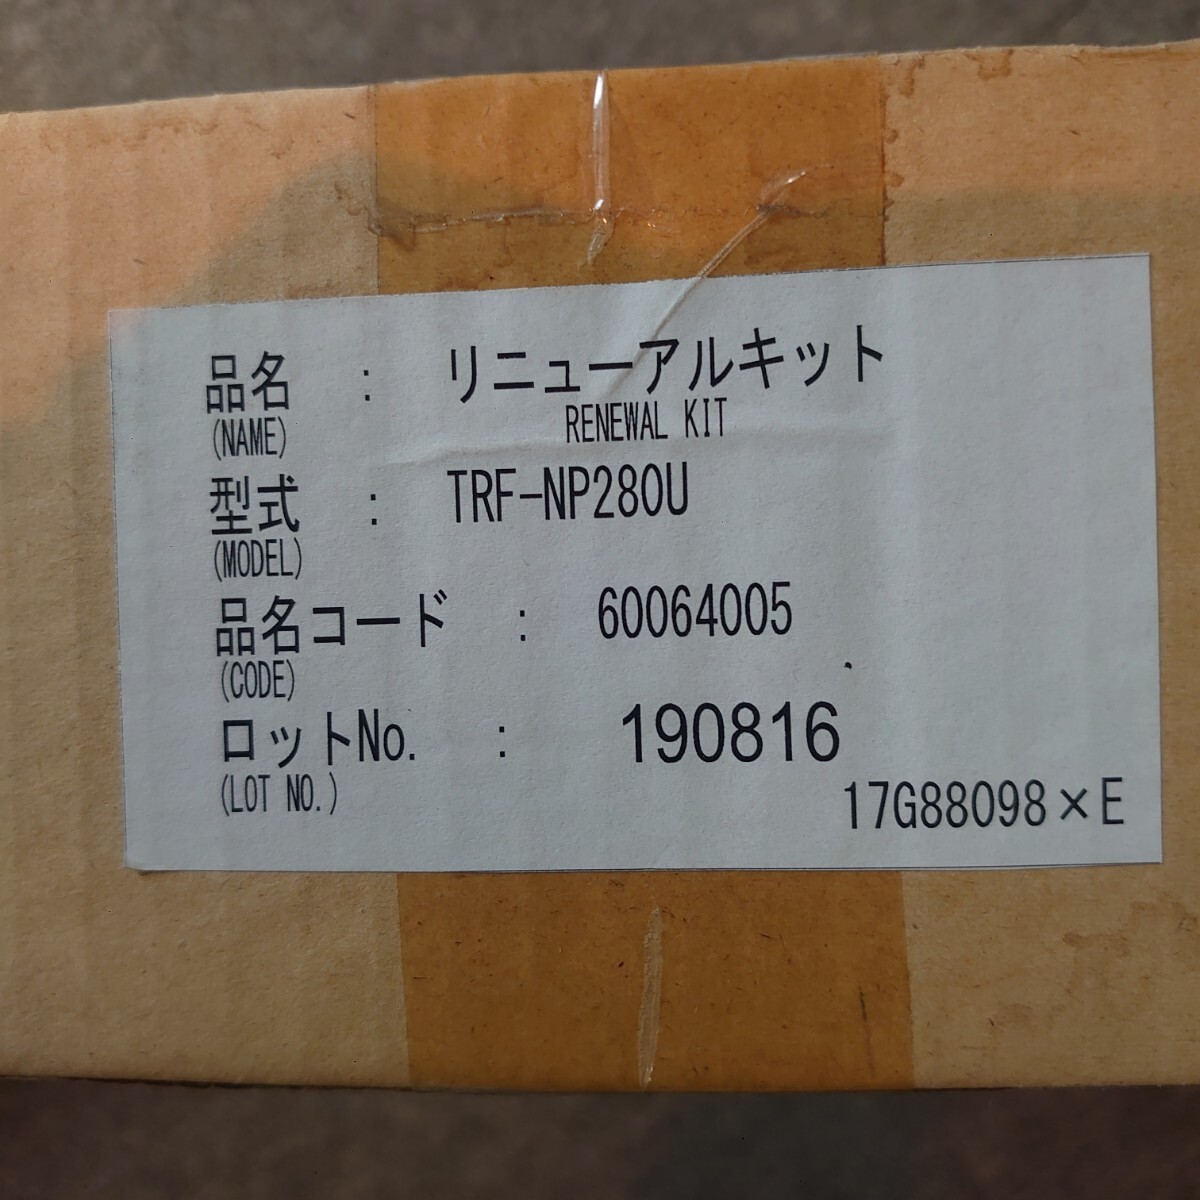 品名 : リニューアルキット
(NAME) RENEWAL KIT
型式 : TRF-NP280U
(MODEL)
品名コード : 60064005
(CODE)
ロットNo. : 190816
(LOT NO.)
17G88098×E